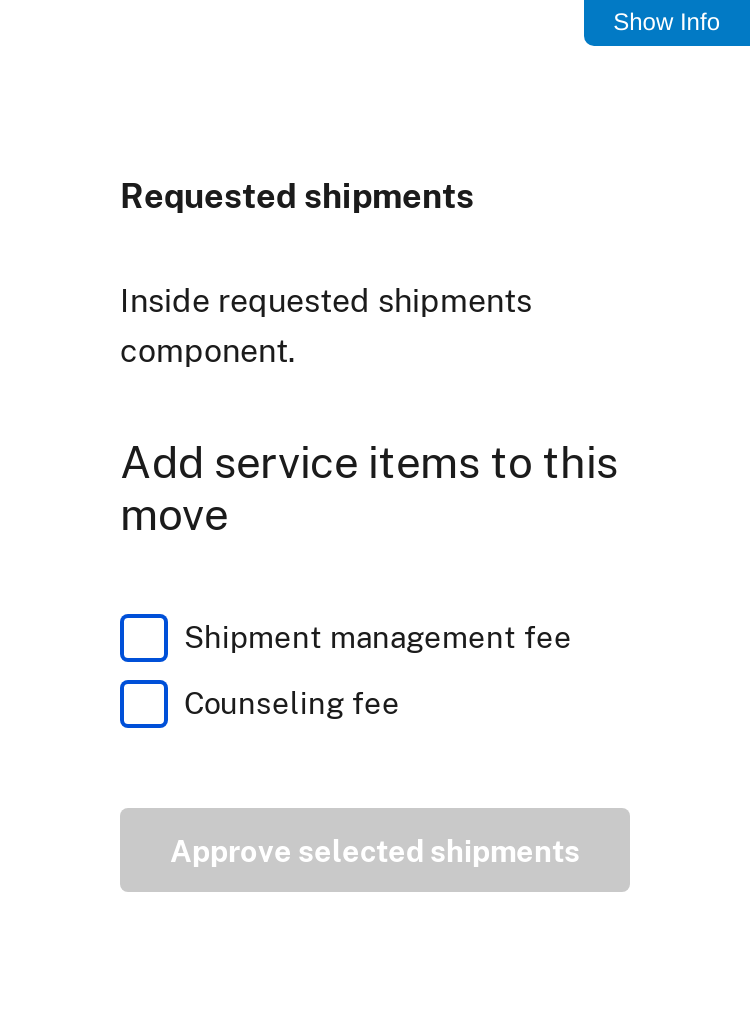 Show Info
Requested shipments
Inside requested shipments
component.
Add service items to this
move
Shipment management fee
Counseling fee
Approve selected shipments